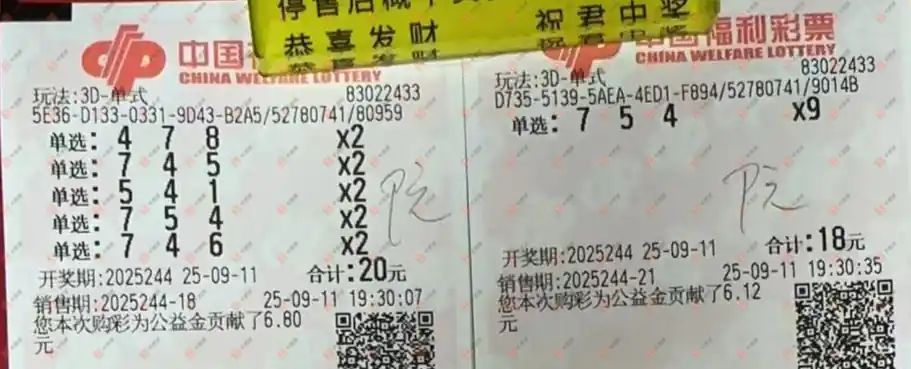 恭喜发财
祝君中奖
中国福
CHINA WELFARE LOTTERY
玩法:3D-单式 83022433
5E36-D133-0331-9D43-B2A5/52780741/80959
单选: 4 7 8 x2
单选: 7 4 5 x2
单选: 5 4 1 x2
单选: 7 5 4 x2
单选: 7 4 6 x2
开奖期:2025244 25-09-11 合计:20元
销售期:2025244-18 25-09-11 19:30:07
您本次购彩为公益金贡献了6.80
元
中国福利彩票
CHINA WELFARE LOTTERY
玩法:3D-单式 83022433
D735-5139-5AEA-4ED1-F894/52780741/9014B
单选: 7 5 4 x9
开奖期:2025244 25-09-11 合计:18元
销售期:2025244-21 25-09-11 19:30:35
您本次购彩为公益金贡献了6.12
元